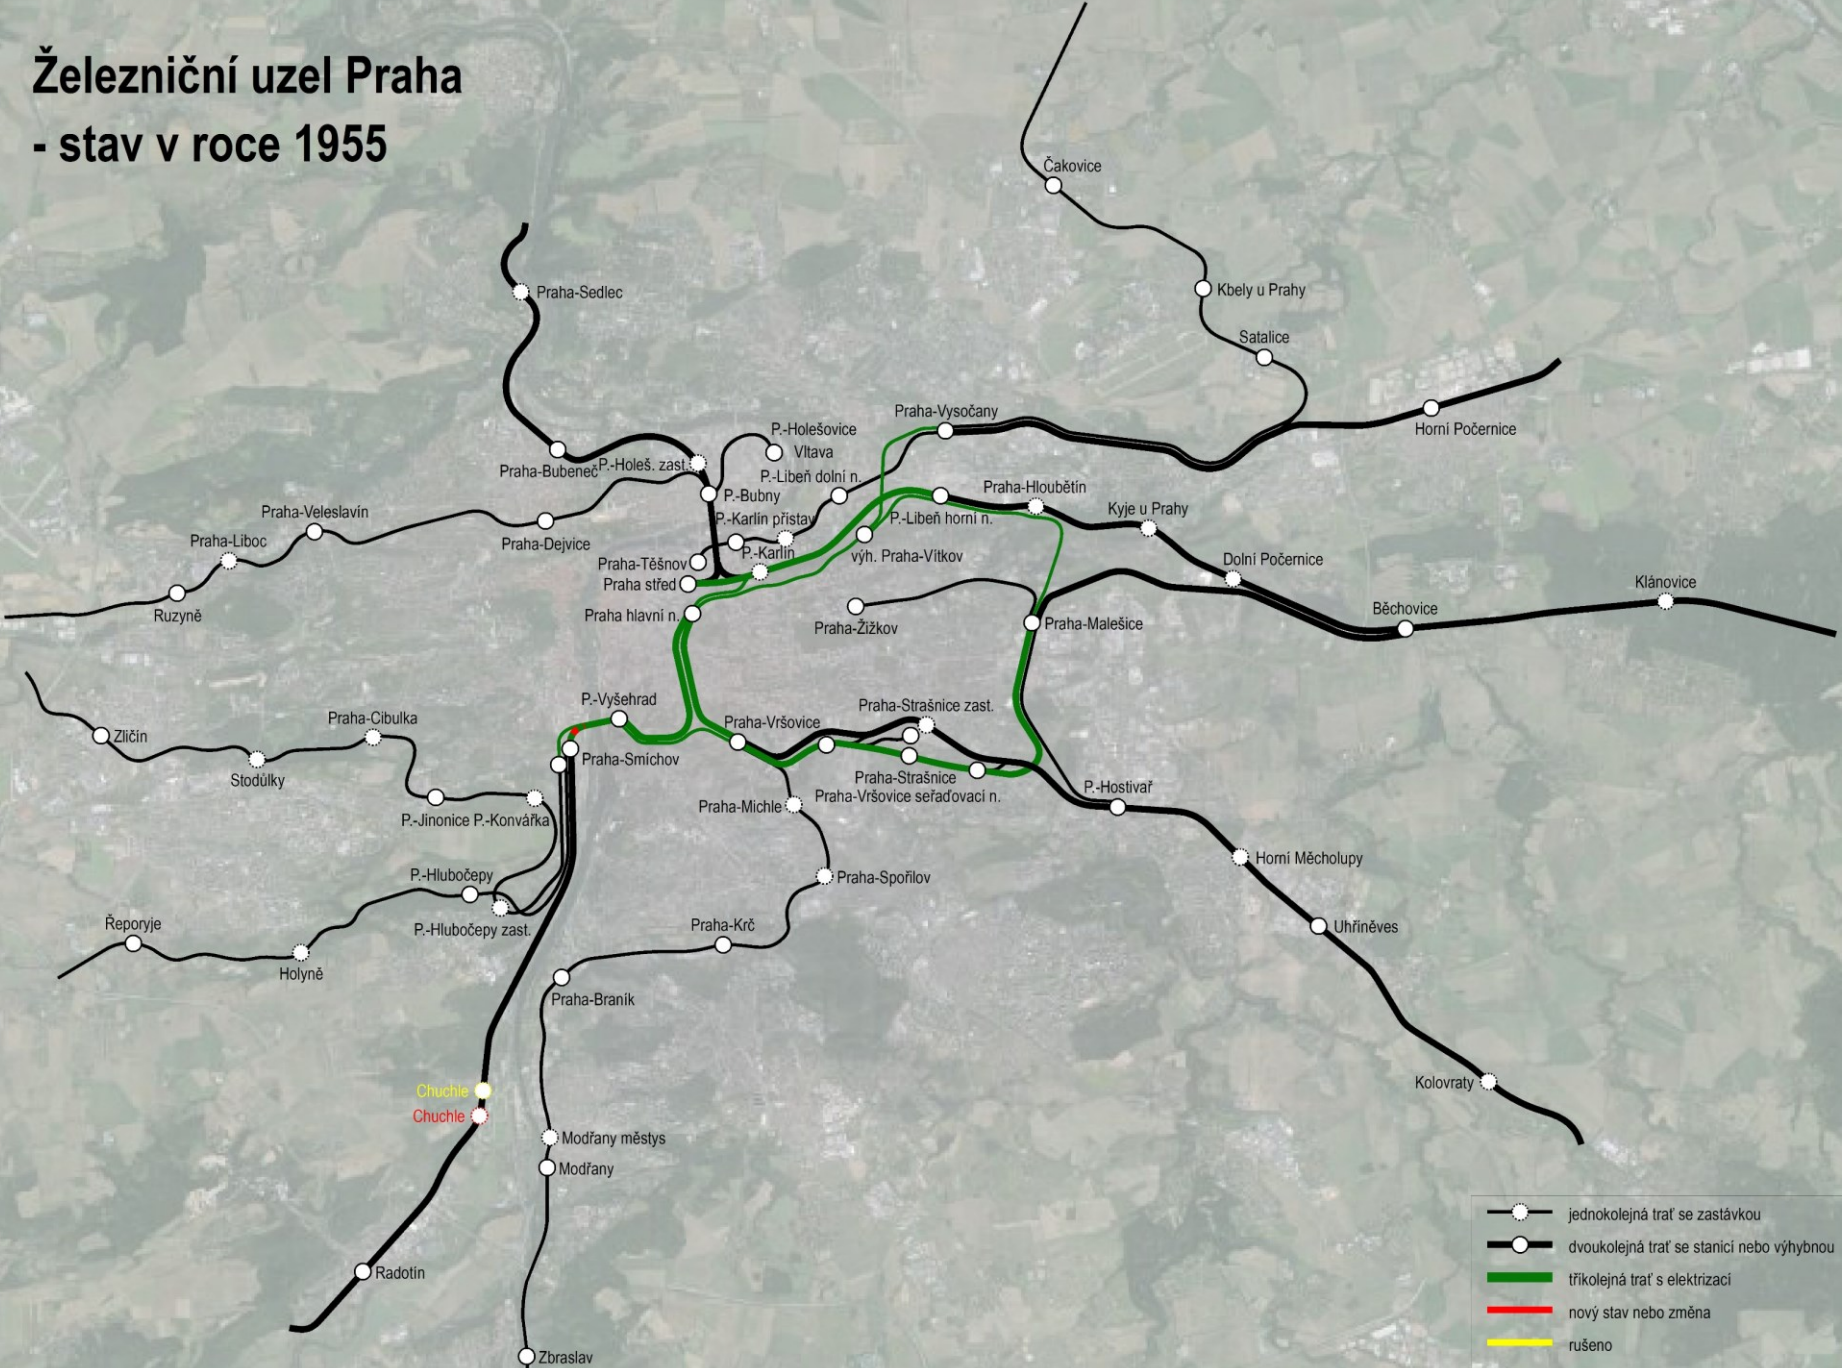 Železniční uzel Praha
- stav v roce 1955
Čakovice
Praha-Sedlec
Kbely u Prahy
Satalice
Praha-Vysočany
Horní Počernice
P.-Holešovice
Vltava
Praha-Bubeneč
P.-Holeš. zast.
P.-Libeň dolní n.
P.-Bubny
Praha-Hloubětín
Kyje u Prahy
Praha-Veleslavín
P.-Karlín přístav
P.-Libeň horní n.
Praha-Liboc
Praha-Dejvice
P.-Karlín
výh. Praha-Vítkov
Praha-Těšnov
Praha střed
Dolní Počernice
Klánovice
Ruzyně
Praha hlavní n.
Praha-Žižkov
Praha-Malešice
Běchovice
P.-Vyšehrad
Praha-Strašnice zast.
Praha-Cibulka
Praha-Vršovice
Zličín
Praha-Smíchov
Stodůlky
Praha-Strašnice
Praha-Vršovice seřaďovací n.
P.-Hostivař
Praha-Michle
P.-Jinonice
P.-Konvářka
Horní Měcholupy
P.-Hlubočepy
Praha-Spořilov
Řeporyje
P.-Hlubočepy zast.
Praha-Krč
Uhříněves
Holyně
Praha-Braník
Chuchle
Kolovraty
Chuchle
Modřany městys
Modřany
Radotín
Zbraslav
jednokolejná trať se zastávkou
dvoukolejná trať se stanicí nebo výhybnou
tříkolejná trať s elektrizací
nový stav nebo změna
rušeno